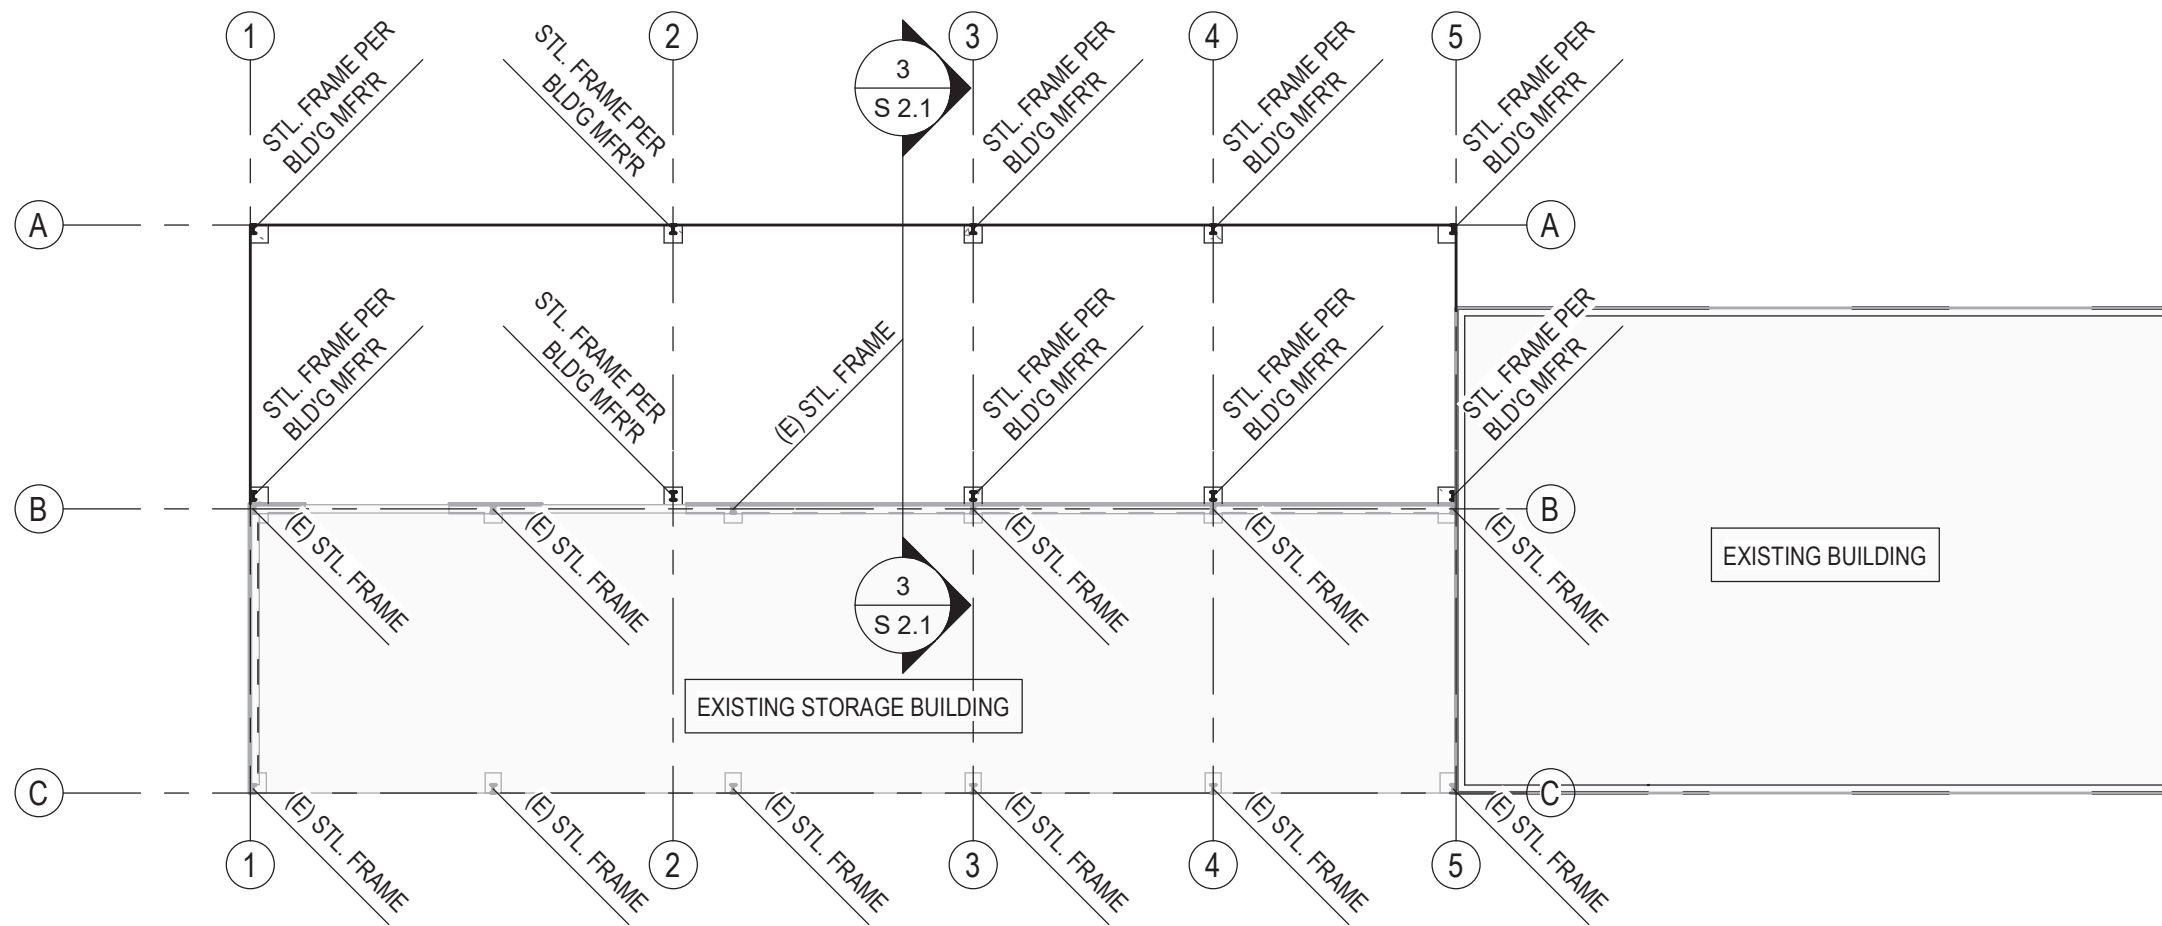 1
2
3
4
5
STL. FRAME PER
BLD'G MFR'R
STL. FRAME PER
BLD'G MFR'R
3
S 2.1
STL. FRAME PER
BLD'G MFR'R
STL. FRAME PER
BLD'G MFR'R
STL. FRAME PER
BLD'G MFR'R
A
A
STL. FRAME PER
BLD'G MFR'R
STL. FRAME PER
BLD'G MFR'R
(E) STL. FRAME
STL. FRAME PER
BLD'G MFR'R
STL. FRAME PER
BLD'G MFR'R
STL. FRAME PER
BLD'G MFR'R
B
B
(E) STL. FRAME
(E) STL. FRAME
3
S 2.1
(E) STL. FRAME
(E) STL. FRAME
(E) STL. FRAME
EXISTING BUILDING
EXISTING STORAGE BUILDING
C
C
(E) STL. FRAME
(E) STL. FRAME
(E) STL. FRAME
(E) STL. FRAME
(E) STL. FRAME
(E) STL. FRAME
1
2
3
4
5